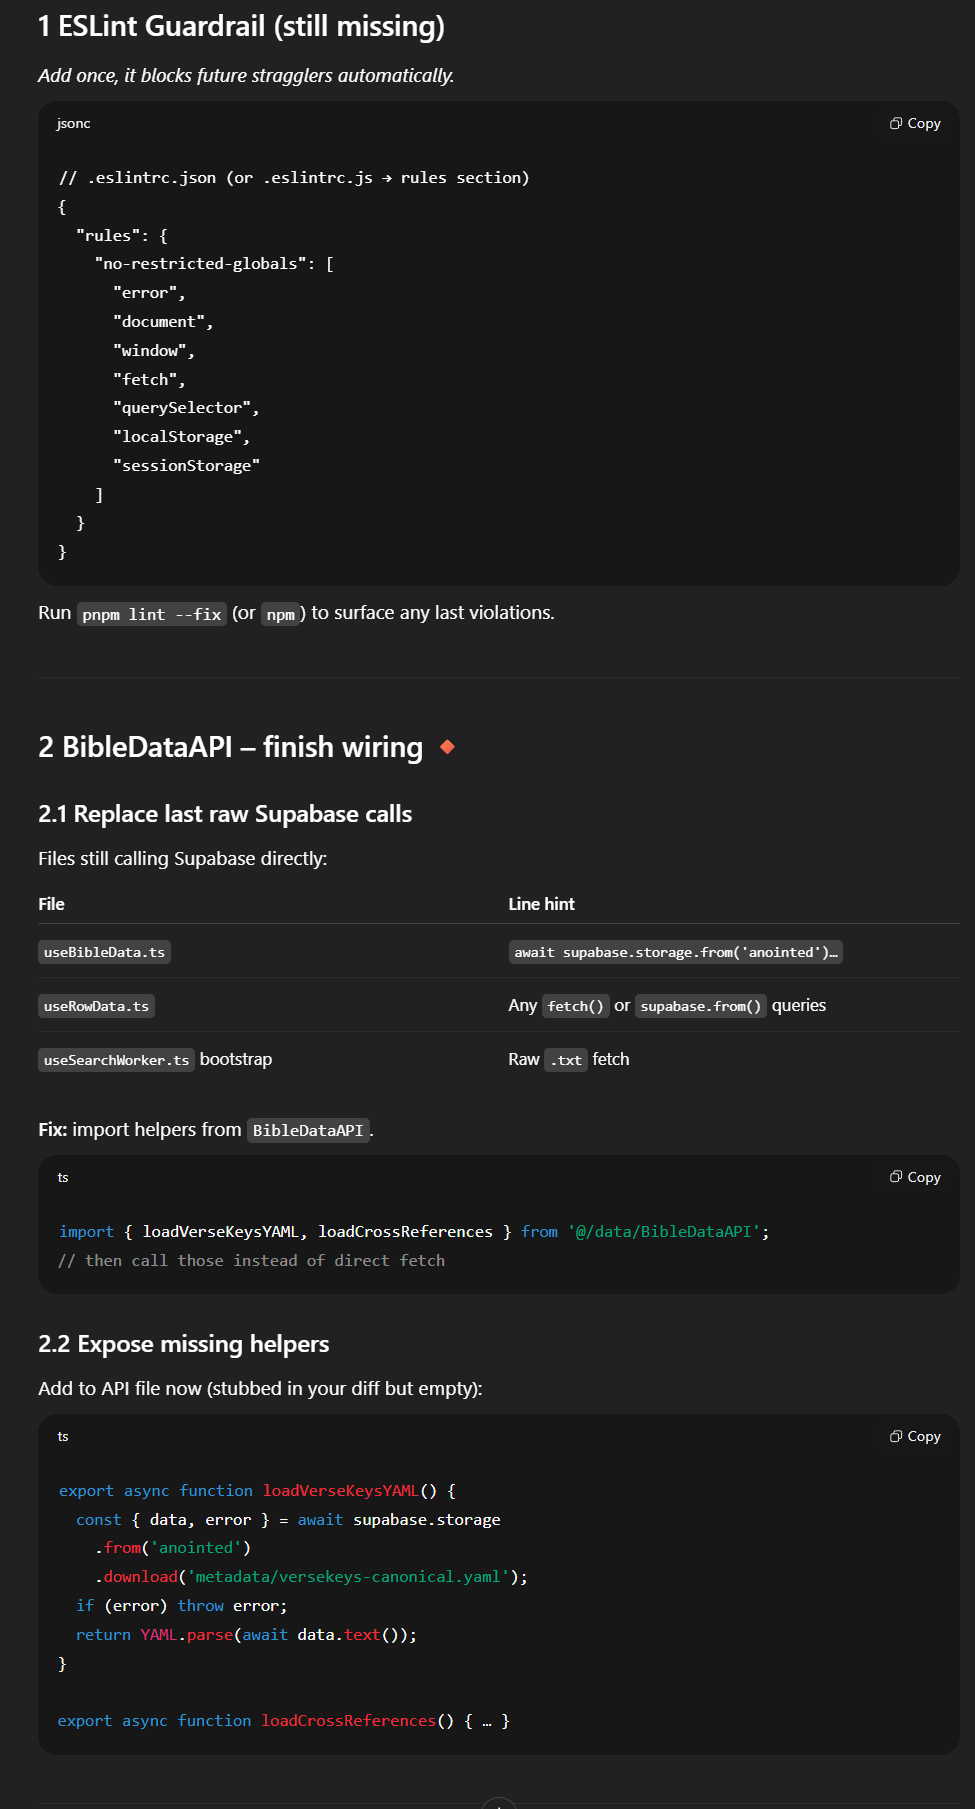 1 ESLint Guardrail (still missing)
Add once, it blocks future stragglers automatically.
jsonc
Copy
// .eslintrc.json (or .eslintrc.js → rules section)
{
  "rules": {
    "no-restricted-globals": [
      "error",
      "document",
      "window",
      "fetch",
      "querySelector",
      "localStorage",
      "sessionStorage"
    ]
  }
}
Run pnpm lint --fix (or npm) to surface any last violations.
2 BibleDataAPI – finish wiring 🔸
2.1 Replace last raw Supabase calls
Files still calling Supabase directly:
File Line hint
useBibleData.ts await supabase.storage.from('anointed')…
useRowData.ts Any fetch() or supabase.from() queries
useSearchWorker.ts bootstrap Raw .txt fetch
Fix: import helpers from BibleDataAPI.
ts
Copy
import { loadVerseKeysYAML, loadCrossReferences } from '@/data/BibleDataAPI';
// then call those instead of direct fetch
2.2 Expose missing helpers
Add to API file now (stubbed in your diff but empty):
ts
Copy
export async function loadVerseKeysYAML() {
  const { data, error } = await supabase.storage
    .from('anointed')
    .download('metadata/versekeys-canonical.yaml');
  if (error) throw error;
  return YAML.parse(await data.text());
}
export async function loadCrossReferences() { … }